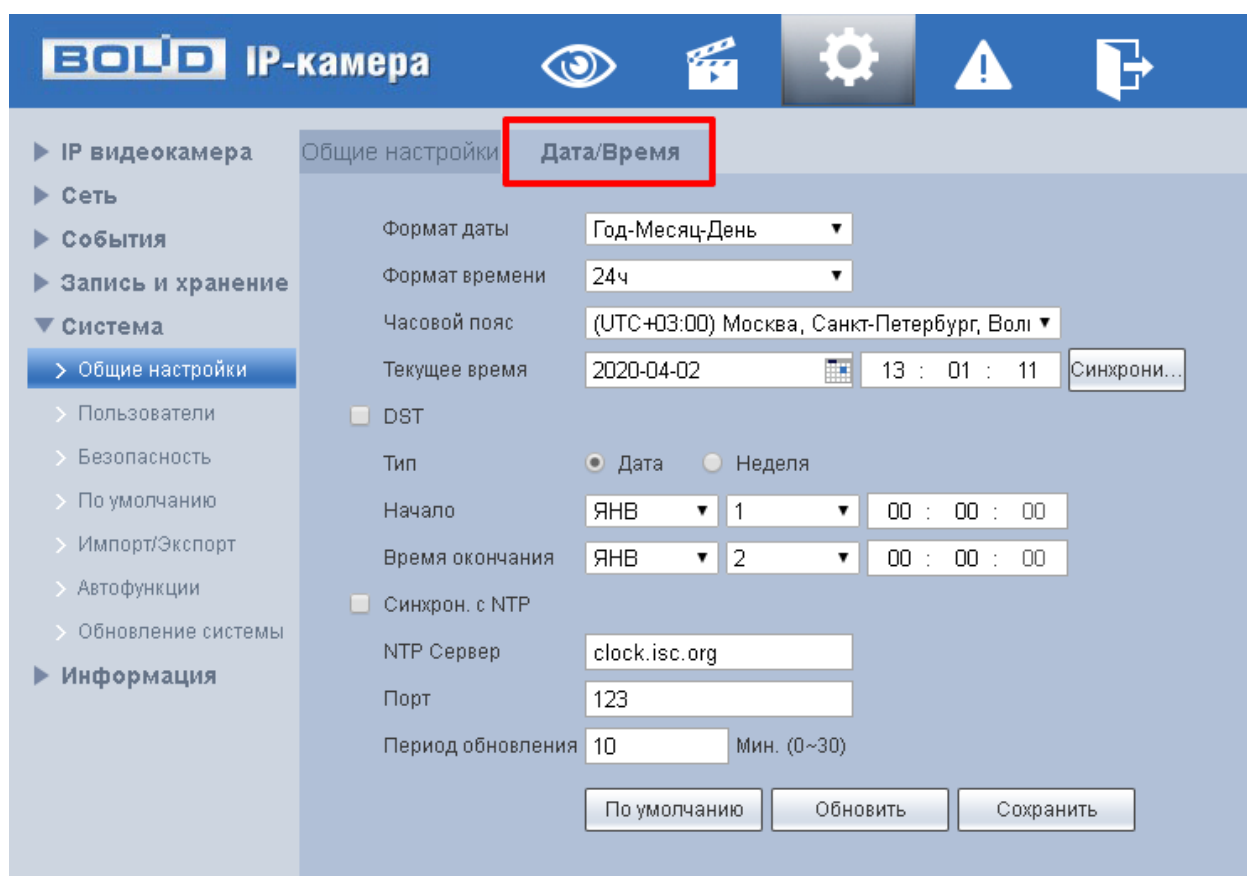 BOLID IP-камера
IP видеокамера
Сеть
События
Запись и хранение
Система
Общие настройки
Пользователи
Безопасность
По умолчанию
Импорт/Экспорт
Автофункции
Обновление системы
Информация
Общие настройки Дата/Время
Формат даты Год-Месяц-День
Формат времени 24ч
Часовой пояс (UTC+03:00) Москва, Санкт-Петербург, Волг
Текущее время 2020-04-02 13 : 01 : 11 Синхрони...
DST
Тип Дата Неделя
Начало ЯНВ 1 00 : 00 : 00
Время окончания ЯНВ 2 00 : 00 : 00
Синхрон. с NTP
NTP Сервер clock.isc.org
Порт 123
Период обновления 10 Мин. (0~30)
По умолчанию Обновить Сохранить